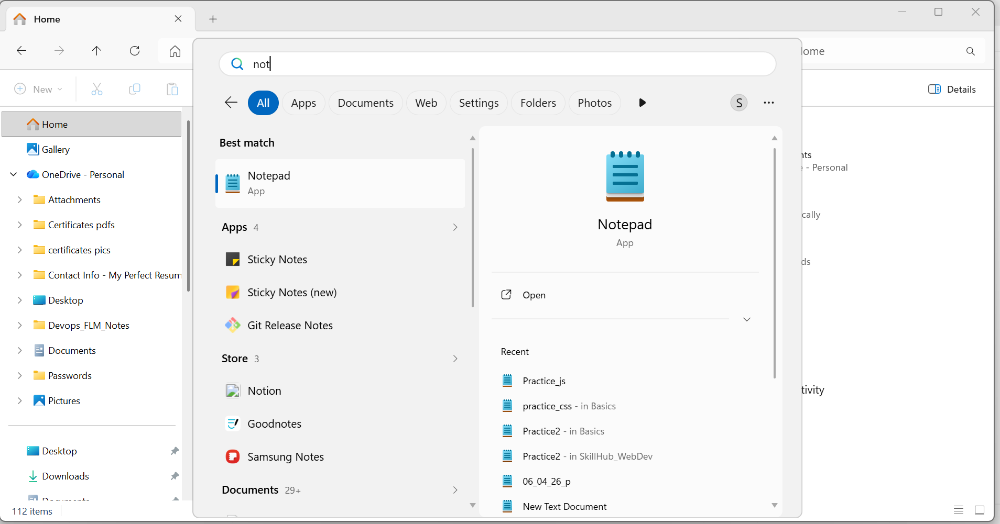 Home
not
ome
New
Details
All
Apps
Documents
Web
Settings
Folders
Photos
S
Home
Gallery
OneDrive - Personal
Attachments
Certificates pdfs
certificates pics
Contact Info - My Perfect Resum
Desktop
Devops_FLM_Notes
Documents
Passwords
Pictures
Desktop
Downloads
112 items
Best match
Notepad
App
Apps 4
Sticky Notes
Sticky Notes (new)
Git Release Notes
Store 3
Notion
Goodnotes
Samsung Notes
Documents 29+
Notepad
App
Open
Recent
Practice_js
practice_css - in Basics
Practice2 - in Basics
Practice2 - in SkillHub_WebDev
06_04_26_p
New Text Document
nts
- Personal
cally
ds
tivity